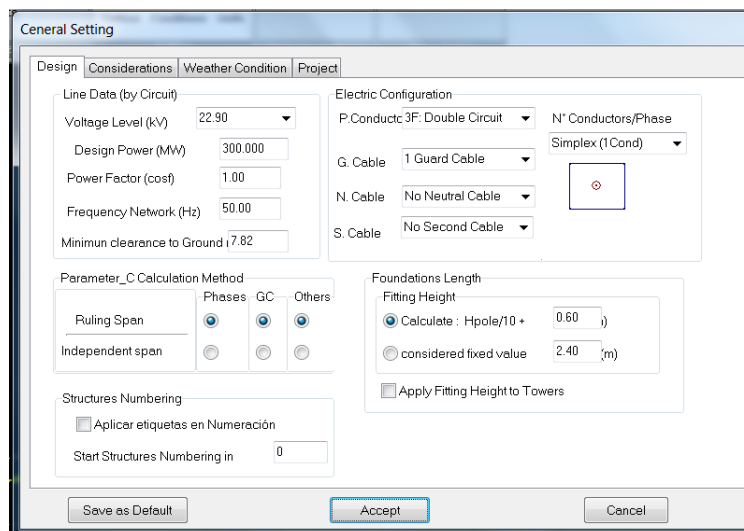 Ceneral Setting
Design Considerations Weather Condition Project
Line Data (by Circuit)
Voltage Level (kV) 22.90
Design Power (MW) 300.000
Power Factor (cosf) 1.00
Frequency Network (Hz) 50.00
Minimun clearance to Ground 7.82
Electric Configuration
P.Conducto 3F: Double Circuit
G. Cable 1 Guard Cable
N. Cable No Neutral Cable
S. Cable No Second Cable
N° Conductors/Phase
Simplex (1Cond)
Parameter_C Calculation Method
Phases GC Others
Ruling Span
Independent span
Foundations Length
Fitting Height
Calculate : Hpole/10 + 0.60 )
considered fixed value 2.40 (m)
Apply Fitting Height to Towers
Structures Numbering
Aplicar etiquetas en Numeración
Start Structures Numbering in 0
Save as Default Accept Cancel